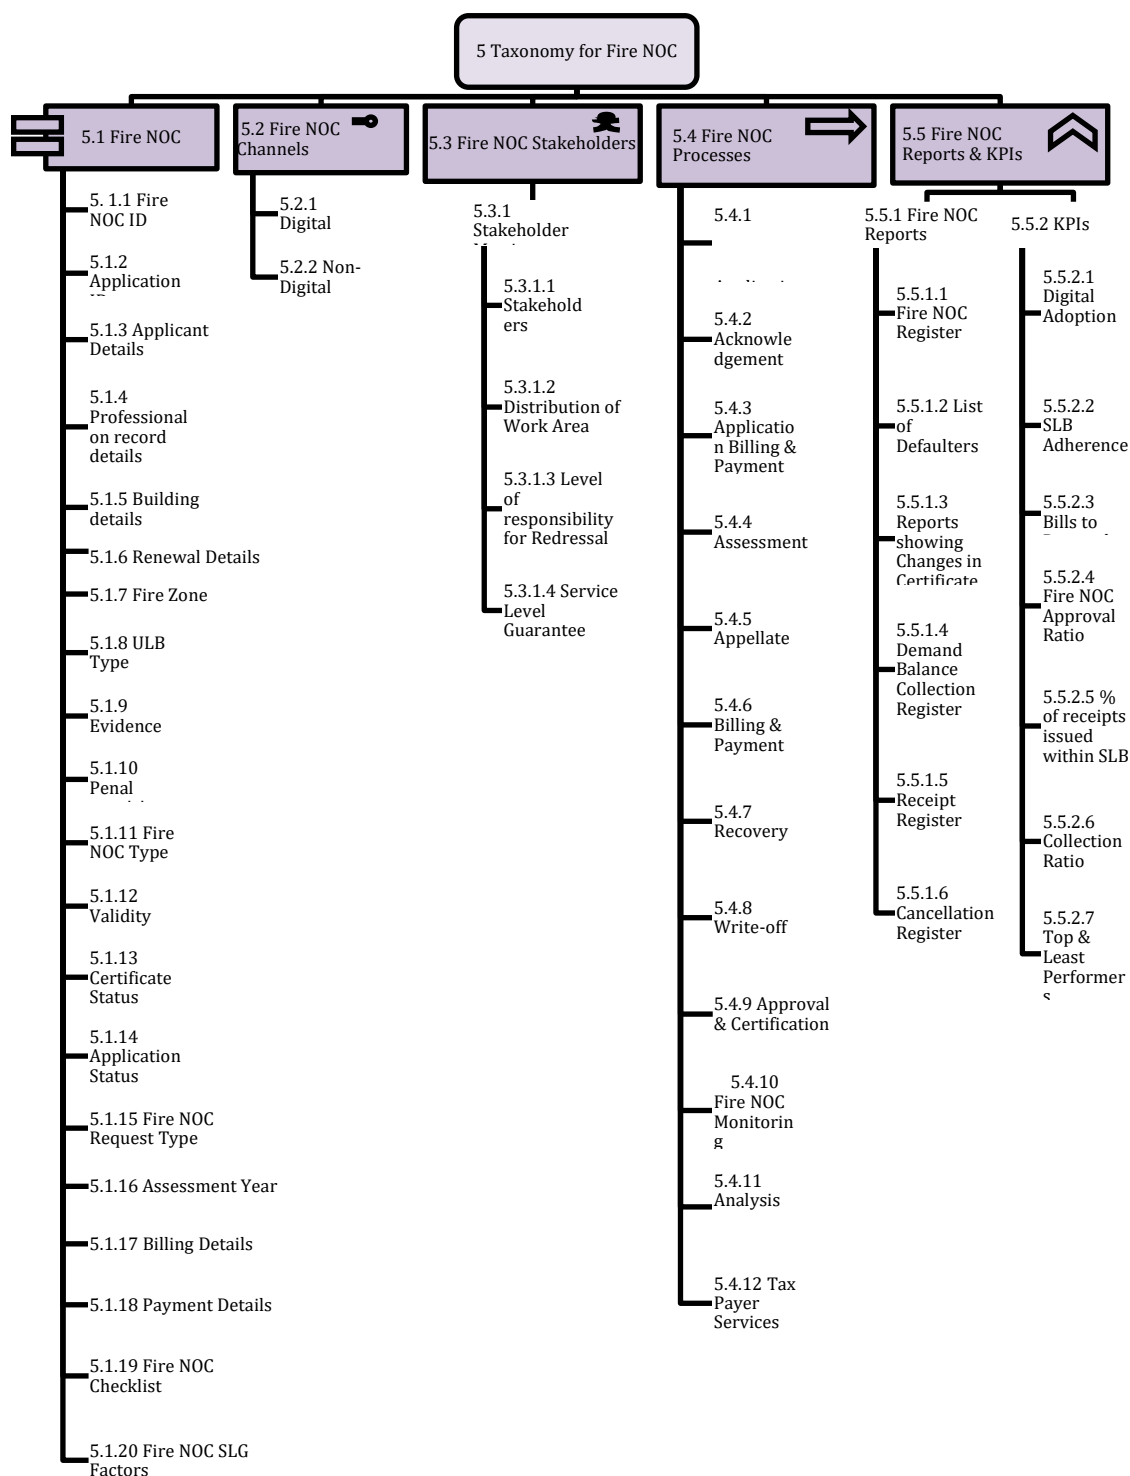 5 Taxonomy for Fire NOC
5.1 Fire NOC
5. 1.1 Fire
NOC ID
5.1.2
Application
5.1.3 Applicant
Details
5.1.4
Professional
on record
details
5.1.5 Building
details
5.1.6 Renewal Details
5.1.7 Fire Zone
5.1.8 ULB
Type
5.1.9
Evidence
5.1.10
Penal
5.1.11 Fire
NOC Type
5.1.12
Validity
5.1.13
Certificate
Status
5.1.14
Application
Status
5.1.15 Fire NOC
Request Type
5.1.16 Assessment Year
5.1.17 Billing Details
5.1.18 Payment Details
5.1.19 Fire NOC
Checklist
5.1.20 Fire NOC SLG
Factors
5.2 Fire NOC
Channels
5.2.1
Digital
5.2.2 Non-
Digital
5.3 Fire NOC Stakeholders
5.3.1
Stakeholder
5.3.1.1
Stakehold
ers
5.3.1.2
Distribution of
Work Area
5.3.1.3 Level
of
responsibility
for Redressal
5.3.1.4 Service
Level
Guarantee
5.4 Fire NOC
Processes
5.4.1
5.4.2
Acknowle
dgement
5.4.3
Applicatio
n Billing &
Payment
5.4.4
Assessment
5.4.5
Appellate
5.4.6
Billing &
Payment
5.4.7
Recovery
5.4.8
Write-off
5.4.9 Approval
& Certification
5.4.10
Fire NOC
Monitorin
g
5.4.11
Analysis
5.4.12 Tax
Payer
Services
5.5 Fire NOC
Reports & KPIs
5.5.1 Fire NOC
Reports
5.5.1.1
Fire NOC
Register
5.5.1.2 List
of
Defaulters
5.5.1.3
Reports
showing
Changes in
Certificate
5.5.1.4
Demand
Balance
Collection
Register
5.5.1.5
Receipt
Register
5.5.1.6
Cancellation
Register
5.5.2 KPIs
5.5.2.1
Digital
Adoption
5.5.2.2
SLB
Adherence
5.5.2.3
Bills to
5.5.2.4
Fire NOC
Approval
Ratio
5.5.2.5 %
of receipts
issued
within SLB
5.5.2.6
Collection
Ratio
5.5.2.7
Top &
Least
Performer
s